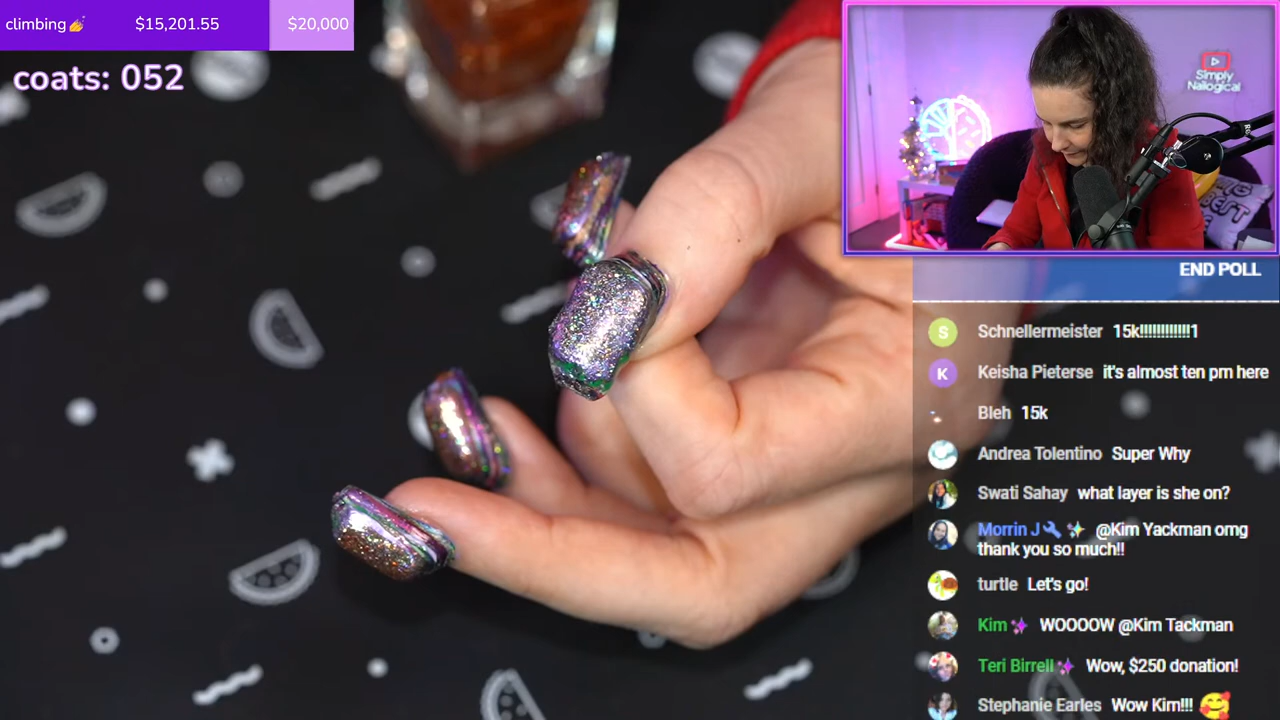 climbing💅 $15,201.55 $20,000
coats: 052
Simply
Nailogical
END POLL
Schnellermeister 15k!!!!!!!!!!!!!1
Keisha Pieterse it's almost ten pm here
Bleh 15k
Andrea Tolentino Super Why
Swati Sahay what layer is she on?
Morrin J🔧✨ @Kim Yackman omg
thank you so much!!
turtle Let's go!
Kim✨ WOOOOW @Kim Tackman
Teri Birrell✨ Wow, $250 donation!
Stephanie Earles Wow Kim!!! 🥰